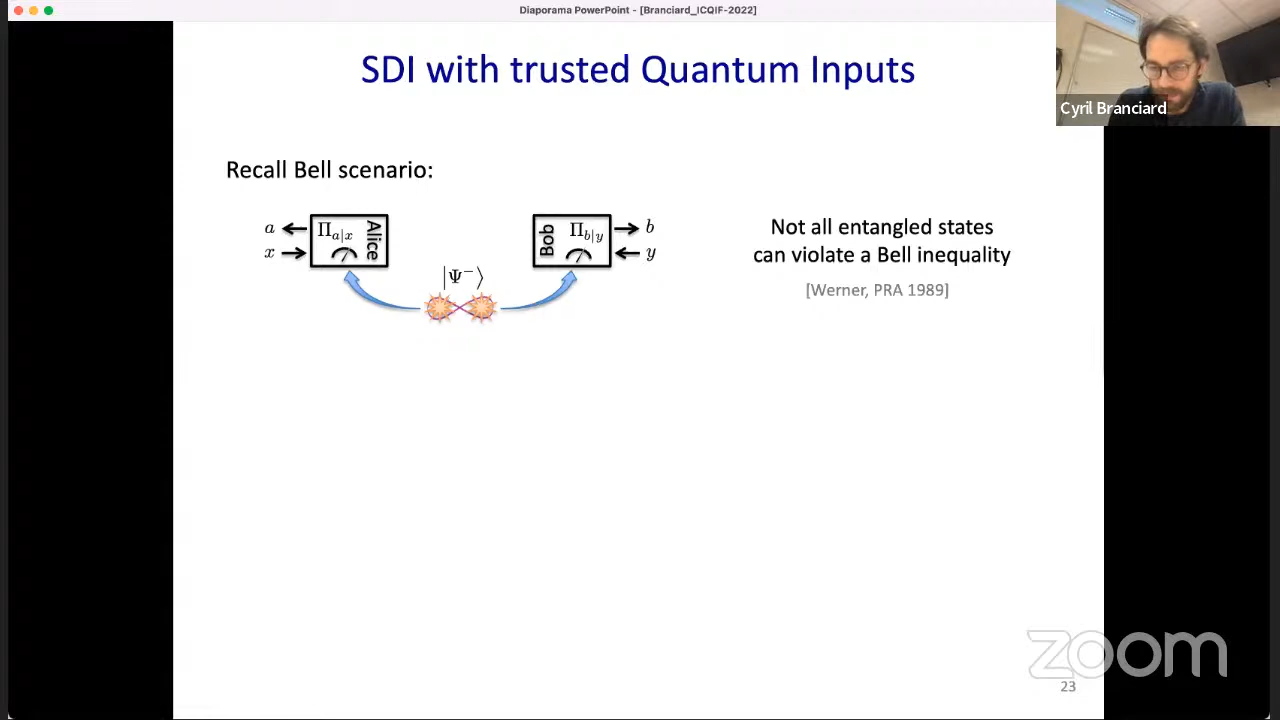 Diaporama PowerPoint - [Branciard_ICQIF-2022]
SDI with trusted Quantum Inputs
Cyril Branciard
Recall Bell scenario:
a
x
Π_{a|x}
Alice
|Ψ⁻⟩
Bob
Π_{b|y}
b
y
Not all entangled states
can violate a Bell inequality
[Werner, PRA 1989]
zoom
23